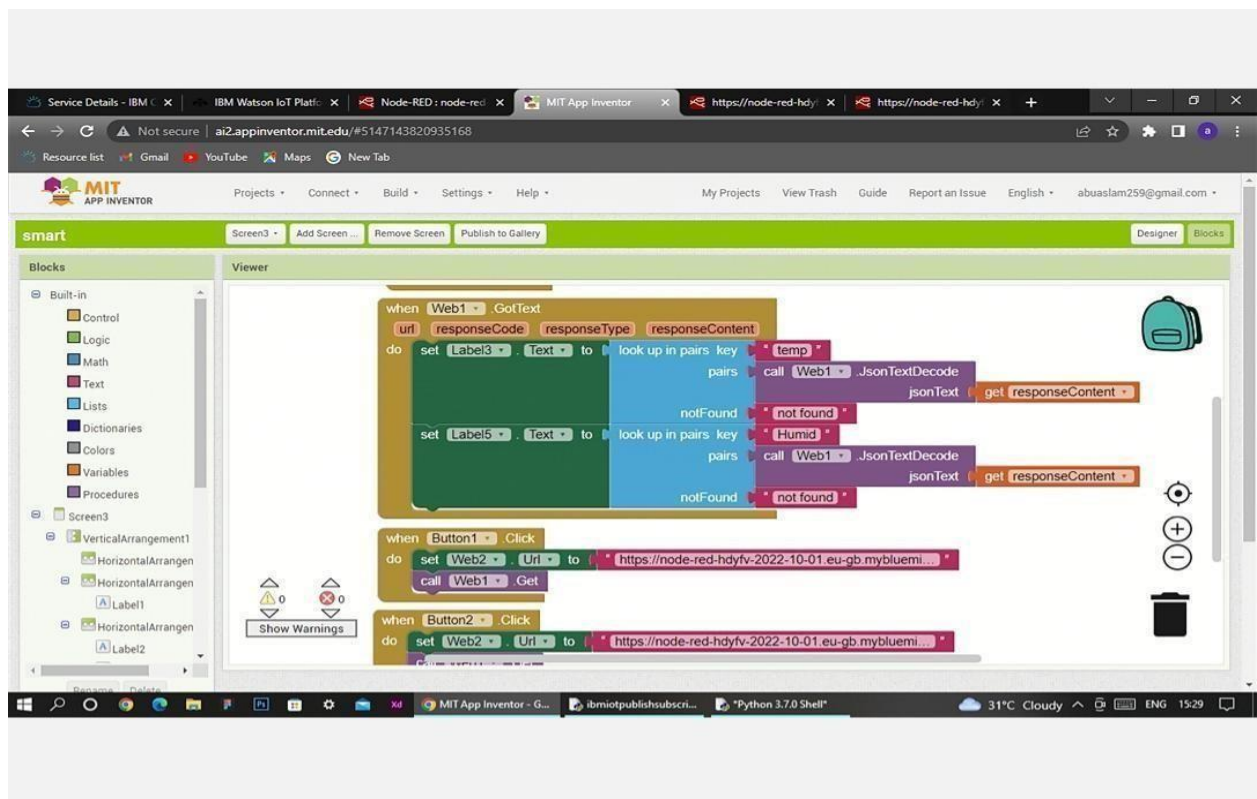 Service Details - IBM C
IBM Watson IoT Platfo
Node-RED : node-red
MIT App Inventor
https://node-red-hdyf
https://node-red-hdyf
Not secure
ai2.appinventor.mit.edu/#5147143820935168
Resource list
Gmail
YouTube
Maps
New Tab
MIT
APP INVENTOR
Projects
Connect
Build
Settings
Help
My Projects
View Trash
Guide
Report an Issue
English
abuaslam259@gmail.com
smart
Screen3
Add Screen ...
Remove Screen
Publish to Gallery
Designer
Blocks
Blocks
Viewer
Built-in
Control
Logic
Math
Text
Lists
Dictionaries
Colors
Variables
Procedures
Screen3
VerticalArrangement1
HorizontalArrangen
HorizontalArrangen
Label1
HorizontalArrangen
Label2
Rename Delete
when Web1 .GotText
url responseCode responseType responseContent
do set Label3 . Text to look up in pairs key " temp "
pairs call Web1 .JsonTextDecode
jsonText get responseContent
notFound " not found "
set Label5 . Text to look up in pairs key " Humid "
pairs call Web1 .JsonTextDecode
jsonText get responseContent
notFound " not found "
when Button1 .Click
do set Web2 . Url to " https://node-red-hdyfv-2022-10-01.eu-gb.mybluemi... "
call Web1 .Get
when Button2 .Click
do set Web2 . Url to " https://node-red-hdyfv-2022-10-01.eu-gb.mybluemi... "
0 0
Show Warnings
MIT App Inventor - G...
ibmiotpublishsubscri...
*Python 3.7.0 Shell*
31°C Cloudy
ENG
15:29